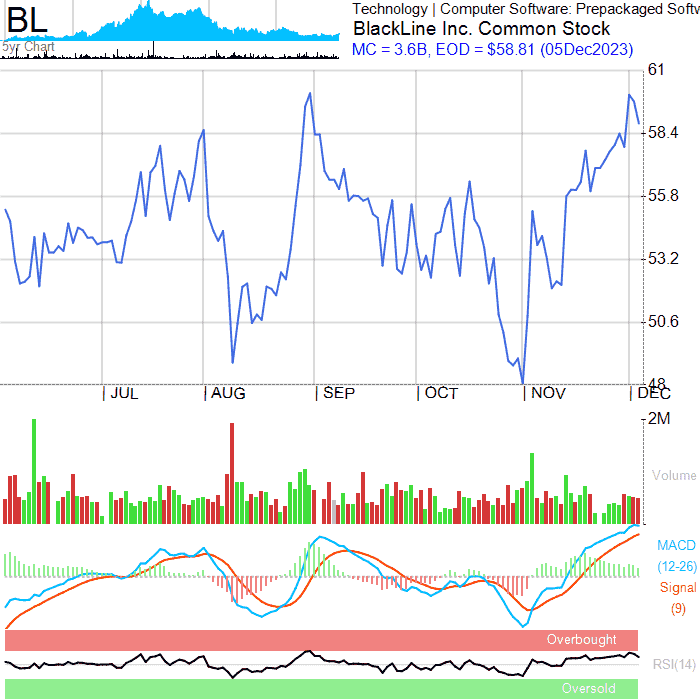 BL
5yr Chart
Technology | Computer Software: Prepackaged Softw
BlackLine Inc. Common Stock
MC = 3.6B, EOD = $58.81 (05Dec2023)
61
58.4
55.8
53.2
50.6
48
| JUL | AUG | SEP | OCT | NOV | DEC
2M
Volume
MACD
(12-26)
Signal
(9)
Overbought
RSI(14)
Oversold